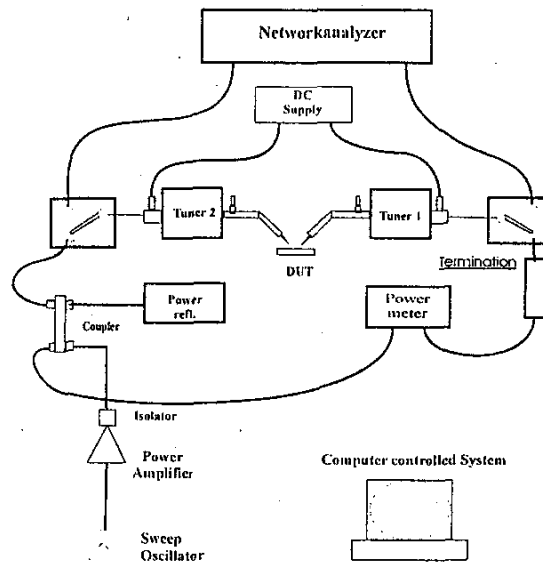 Networkanalyzer
DC
Supply
Tuner 2
Tuner 1
DUT
Termination
Power
refl.
Power
meter
Coupler
Isolator
Power
Amplifier
Computer controlled System
Sweep
Oscillator